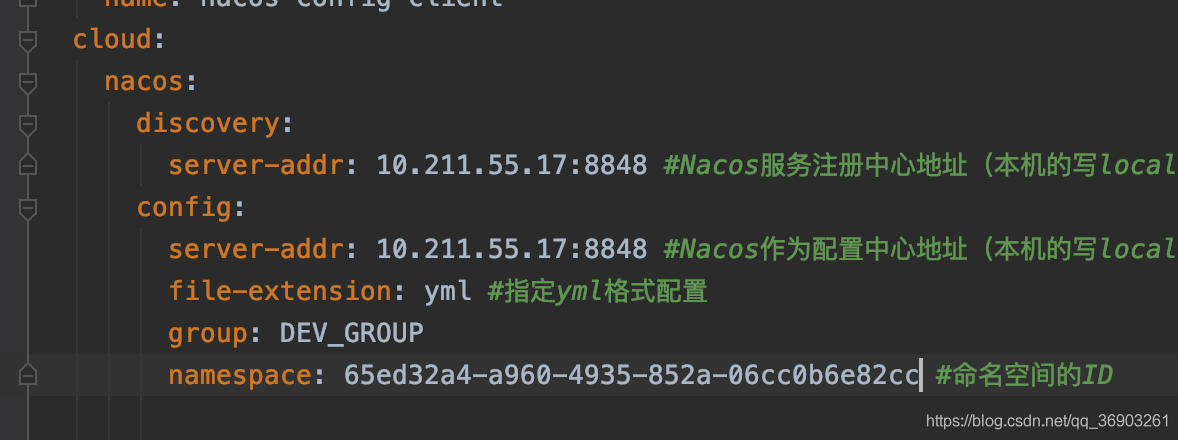 name: nacos-config-client
cloud:
nacos:
discovery:
server-addr: 10.211.55.17:8848 #Nacos服务注册中心地址（本机的写local
config:
server-addr: 10.211.55.17:8848 #Nacos作为配置中心地址（本机的写local
file-extension: yml #指定yml格式配置
group: DEV_GROUP
namespace: 65ed32a4-a960-4935-852a-06cc0b6e82cc #命名空间的ID
https://blog.csdn.net/qq_36903261